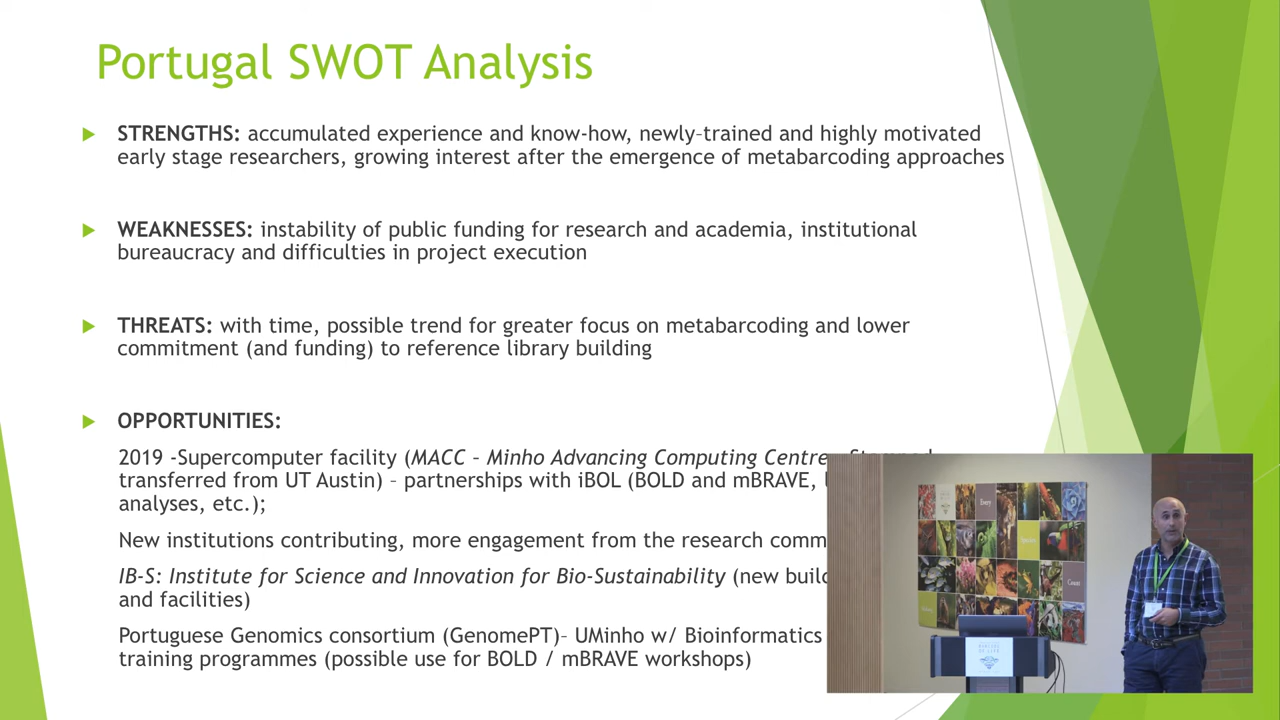 Portugal SWOT Analysis
STRENGTHS: accumulated experience and know-how, newly-trained and highly motivated
early stage researchers, growing interest after the emergence of metabarcoding approaches
WEAKNESSES: instability of public funding for research and academia, institutional
bureaucracy and difficulties in project execution
THREATS: with time, possible trend for greater focus on metabarcoding and lower
commitment (and funding) to reference library building
OPPORTUNITIES:
2019 -Supercomputer facility (MACC – Minho Advancing Computing Centre
transferred from UT Austin) – partnerships with iBOL (BOLD and mBRAVE,
analyses, etc.);
New institutions contributing, more engagement from the research comm
IB-S: Institute for Science and Innovation for Bio-Sustainability (new
and facilities)
Portuguese Genomics consortium (GenomePT)– UMinho w/ Bioinformatics
training programmes (possible use for BOLD / mBRAVE workshops)
Every
Species
Counts